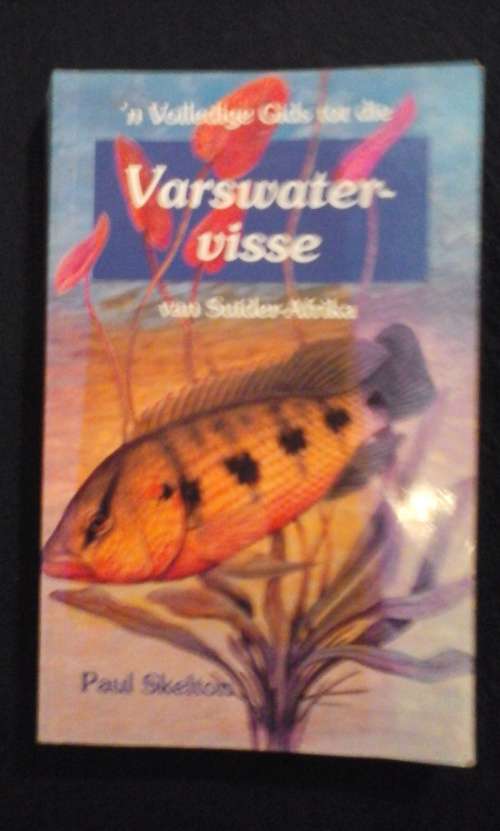 'n Volledige Gids tot die
Varswater-
visse
van Suider-Afrika
Paul Skelton